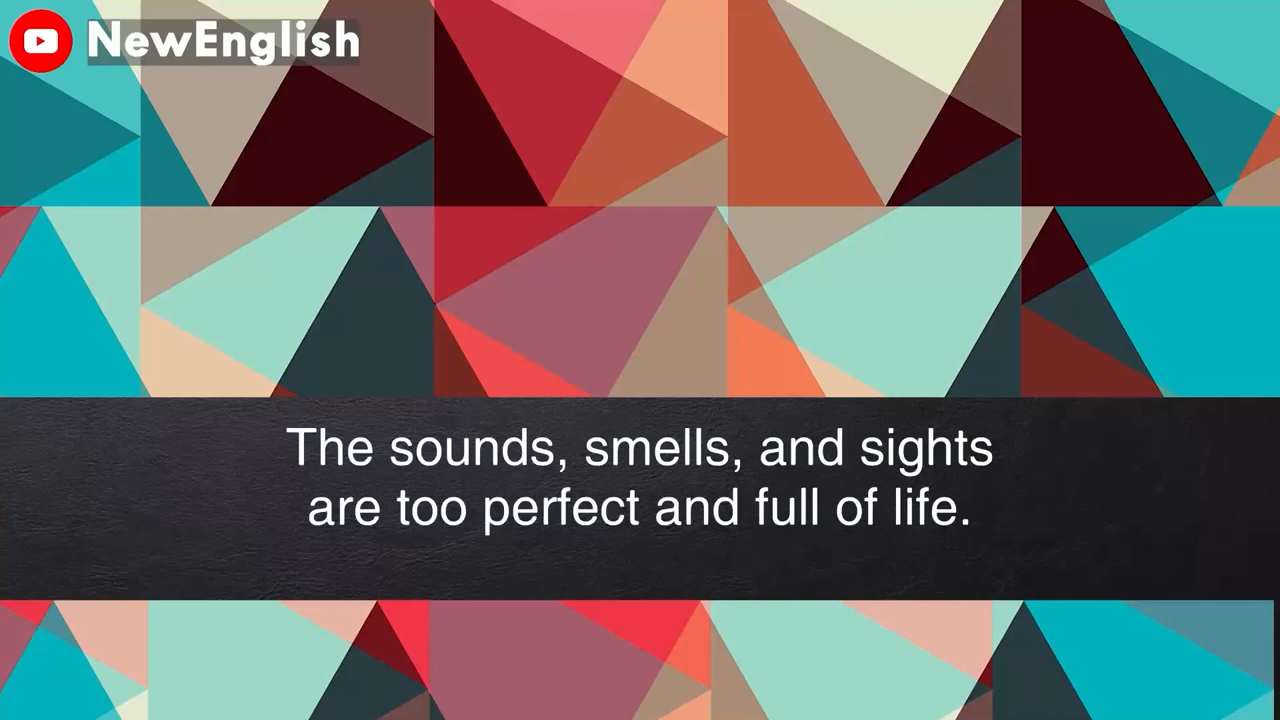 NewEnglish
The sounds, smells, and sights
are too perfect and full of life.